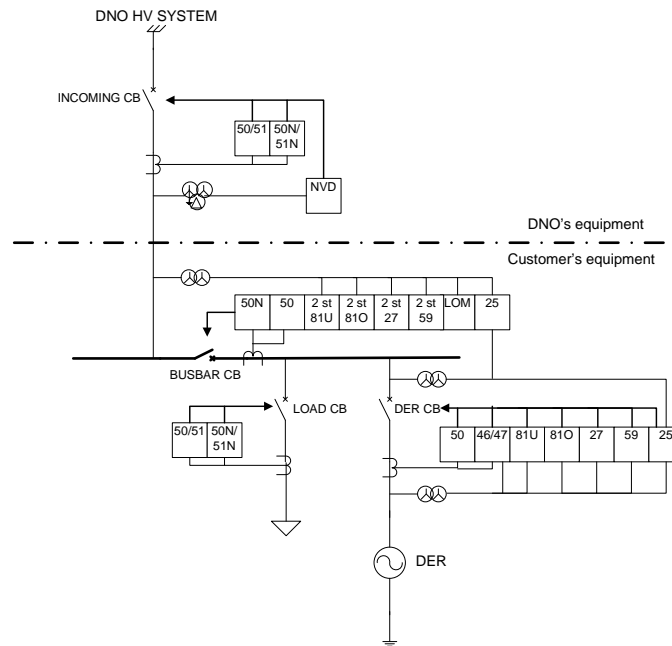 DNO HV SYSTEM
INCOMING CB
50/51
50N/
51N
NVD
DNO's equipment
Customer's equipment
50N
50
2 st
81U
2 st
81O
2 st
27
2 st
59
LOM
25
BUSBAR CB
LOAD CB
DER CB
50/51
50N/
51N
50
46/47
81U
81O
27
59
25
DER